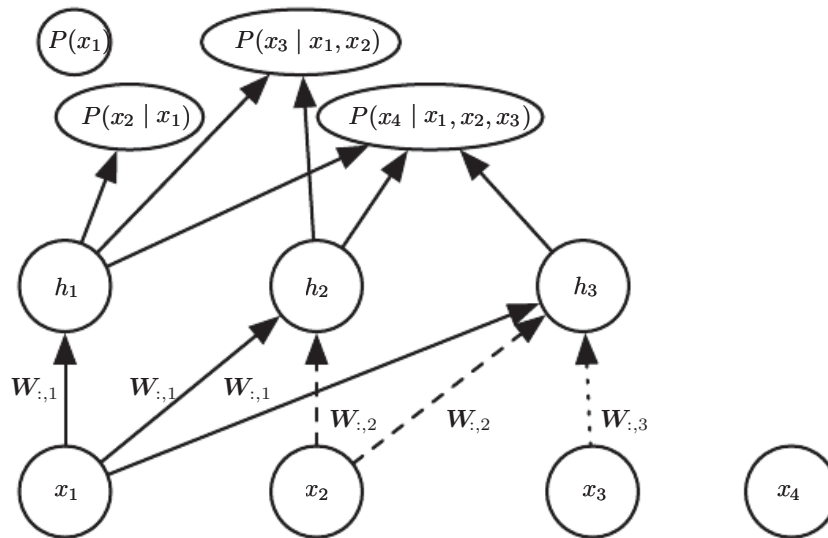 P(x₁)
P(x₃ | x₁, x₂)
P(x₂ | x₁)
P(x₄ | x₁, x₂, x₃)
h₁
h₂
h₃
W:,1
W:,1
W:,1
W:,2
W:,2
W:,3
x₁
x₂
x₃
x₄